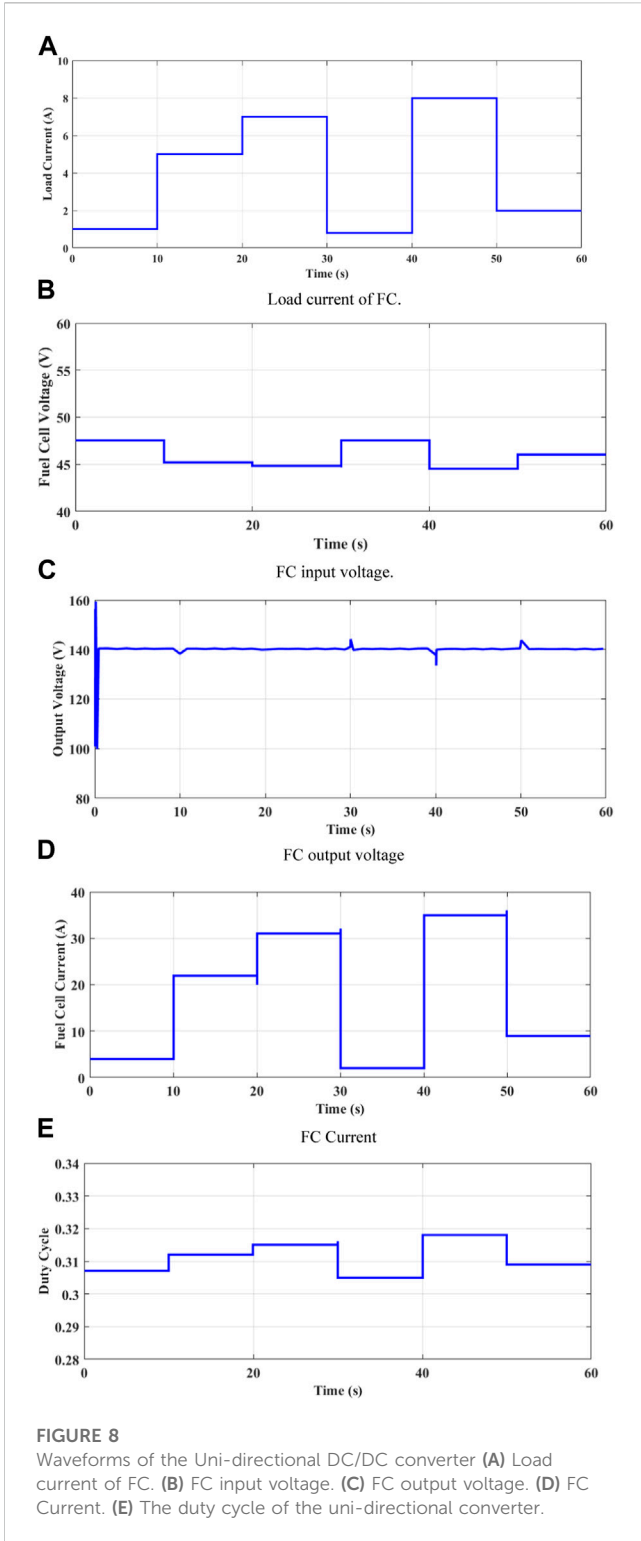 A
10
8
6
4
2
0
Load Current (A)
0 10 20 30 40 50 60
Time (s)
Load current of FC.
B
60
55
50
45
40
Fuel Cell Voltage (V)
0 20 40 60
Time (s)
FC input voltage.
C
160
140
120
100
80
Output Voltage (V)
0 10 20 30 40 50 60
Time (s)
FC output voltage
D
40
30
20
10
0
Fuel Cell Current (A)
0 10 20 30 40 50 60
Time (s)
FC Current
E
0.34
0.33
0.32
0.31
0.3
0.29
0.28
Duty Cycle
0 20 40 60
Time (s)
FIGURE 8
Waveforms of the Uni-directional DC/DC converter (A) Load
current of FC. (B) FC input voltage. (C) FC output voltage. (D) FC
Current. (E) The duty cycle of the uni-directional converter.